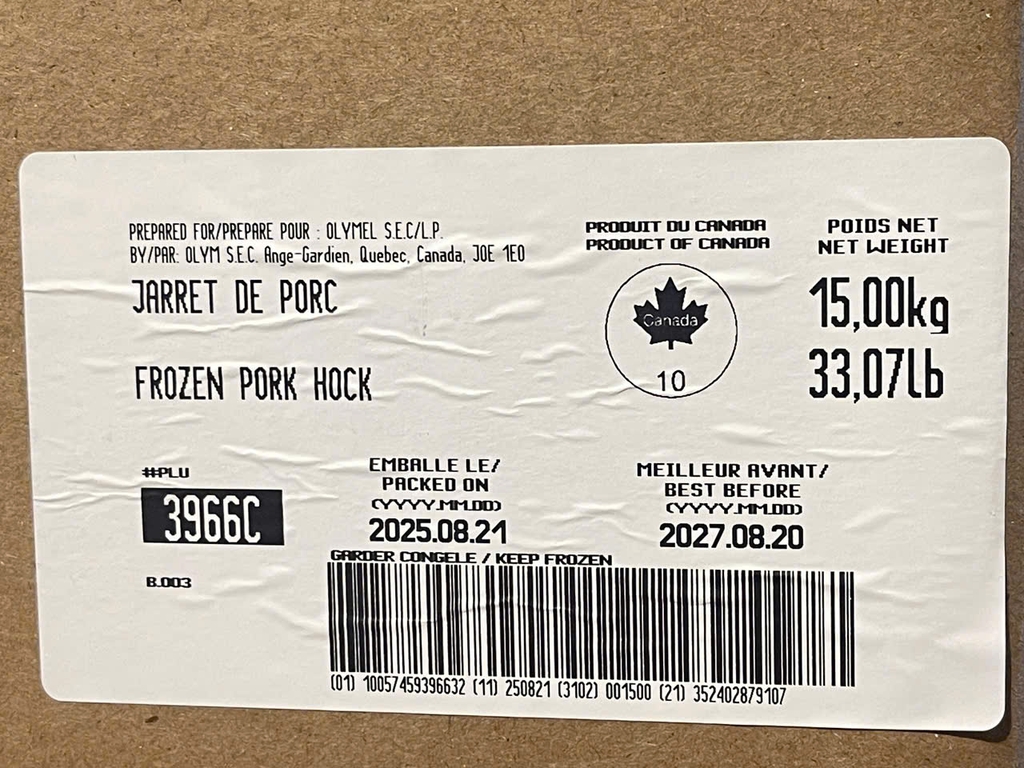 PREPARED FOR/PREPARE POUR : OLYMEL S.E.C/L.P.
BY/PAR: OLYM S.E.C. Ange-Gardien, Quebec, Canada, J0E 1E0
JARRET DE PORC
FROZEN PORK HOCK
PRODUIT DU CANADA
PRODUCT OF CANADA
Canada
10
POIDS NET
NET WEIGHT
15,00kg
33,07lb
#PLU
3966C
B.003
EMBALLE LE/
PACKED ON
(YYYY.MM.DD)
2025.08.21
MEILLEUR AVANT/
BEST BEFORE
(YYYY.MM.DD)
2027.08.20
GARDER CONGELE / KEEP FROZEN
(01) 10057459396632 (11) 250821 (3102) 001500 (21) 352402879107